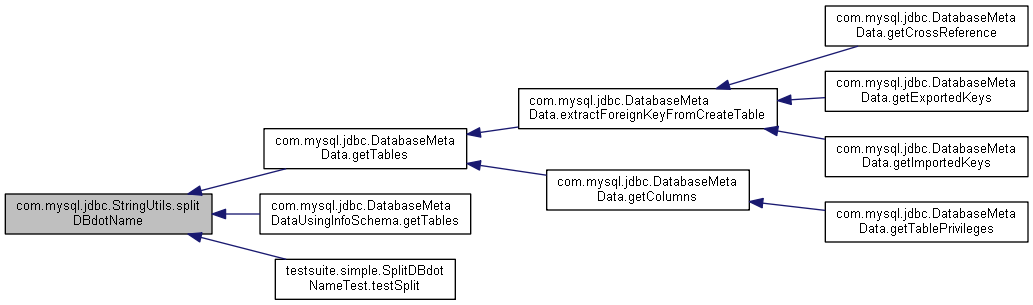 com.mysql.jdbc.DatabaseMeta
Data.getCrossReference
com.mysql.jdbc.DatabaseMeta
Data.getExportedKeys
com.mysql.jdbc.DatabaseMeta
Data.extractForeignKeyFromCreateTable
com.mysql.jdbc.DatabaseMeta
Data.getTables
com.mysql.jdbc.DatabaseMeta
Data.getImportedKeys
com.mysql.jdbc.DatabaseMeta
Data.getColumns
com.mysql.jdbc.StringUtils.split
DBdotName
com.mysql.jdbc.DatabaseMeta
DataUsingInfoSchema.getTables
com.mysql.jdbc.DatabaseMeta
Data.getTablePrivileges
testsuite.simple.SplitDBdot
NameTest.testSplit